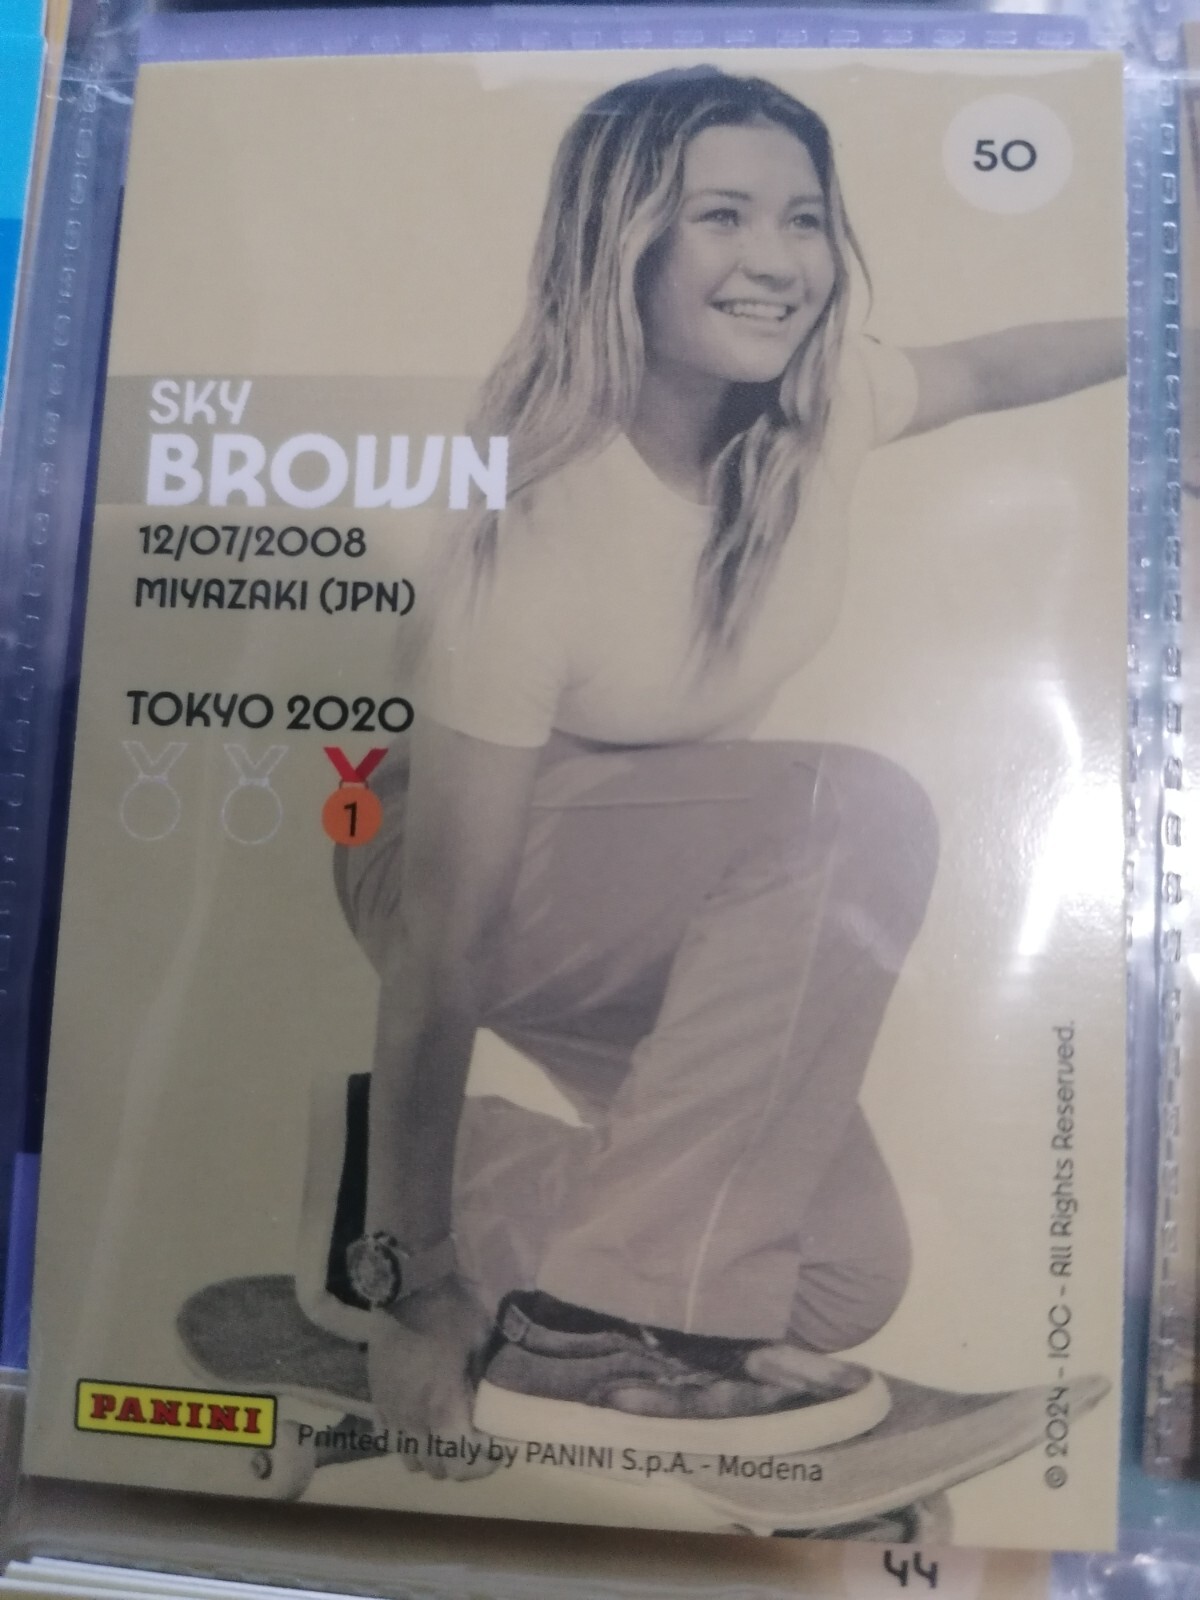 50
SKY
BROWN
12/07/2008
MIYAZAKI (JPN)
TOKYO 2020
1
© 2024 - IOC - All Rights Reserved.
PANINI
Printed in Italy by PANINI S.p.A. - Modena
44